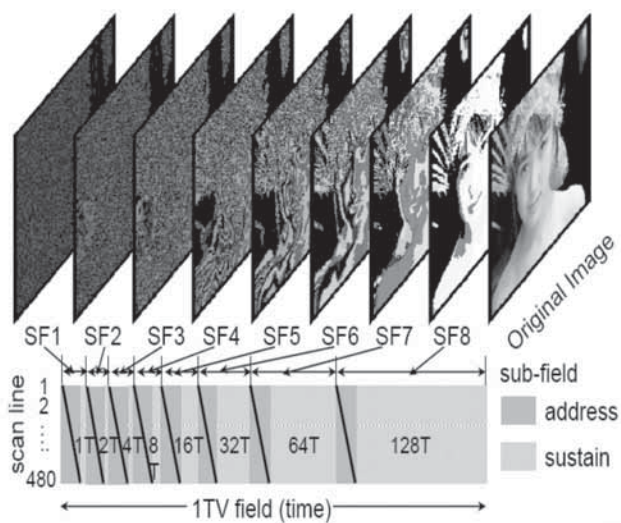 SF1 SF2 SF3 SF4 SF5 SF6 SF7 SF8
Original Image
scan line
1
2
480
1T 2T 4T 8T 16T 32T 64T 128T
1TV field (time)
sub-field
address
sustain